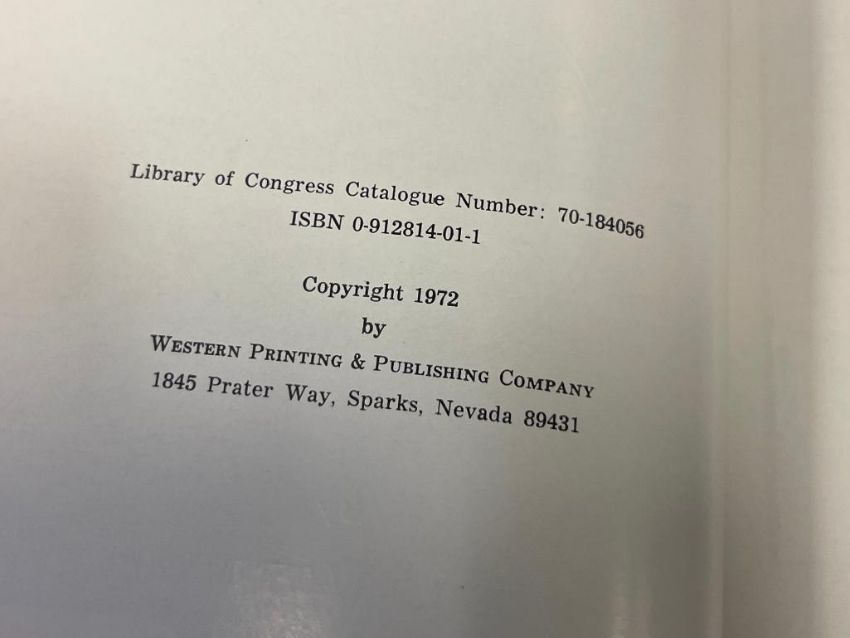 Library of Congress Catalogue Number: 70-184056
ISBN 0-912814-01-1
Copyright 1972
by
WESTERN PRINTING & PUBLISHING COMPANY
1845 Prater Way, Sparks, Nevada 89431